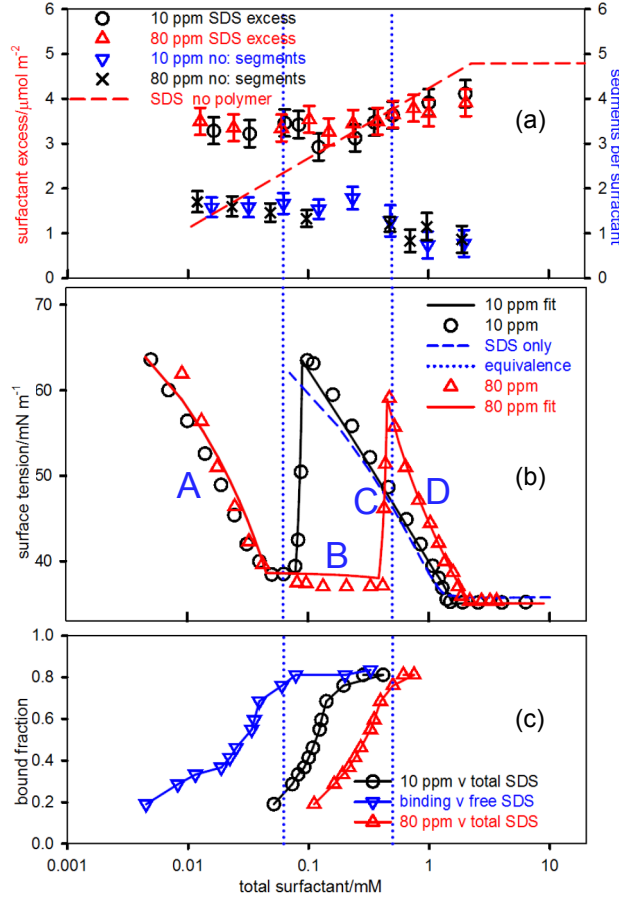 6
5
4
3
2
1
0
surfactant excess/μmol m⁻²
10 ppm SDS excess
80 ppm SDS excess
10 ppm no: segments
80 ppm no: segments
SDS no polymer
(a)
6
5
4
3
2
1
0
segments per surfactant
70
60
50
40
surface tension/mN m⁻¹
10 ppm fit
10 ppm
SDS only
equivalence
80 ppm
80 ppm fit
(b)
A
B
C
D
1.0
0.8
0.6
0.4
0.2
0.0
bound fraction
(c)
10 ppm v total SDS
binding v free SDS
80 ppm v total SDS
0.001
0.01
0.1
1
10
total surfactant/mM